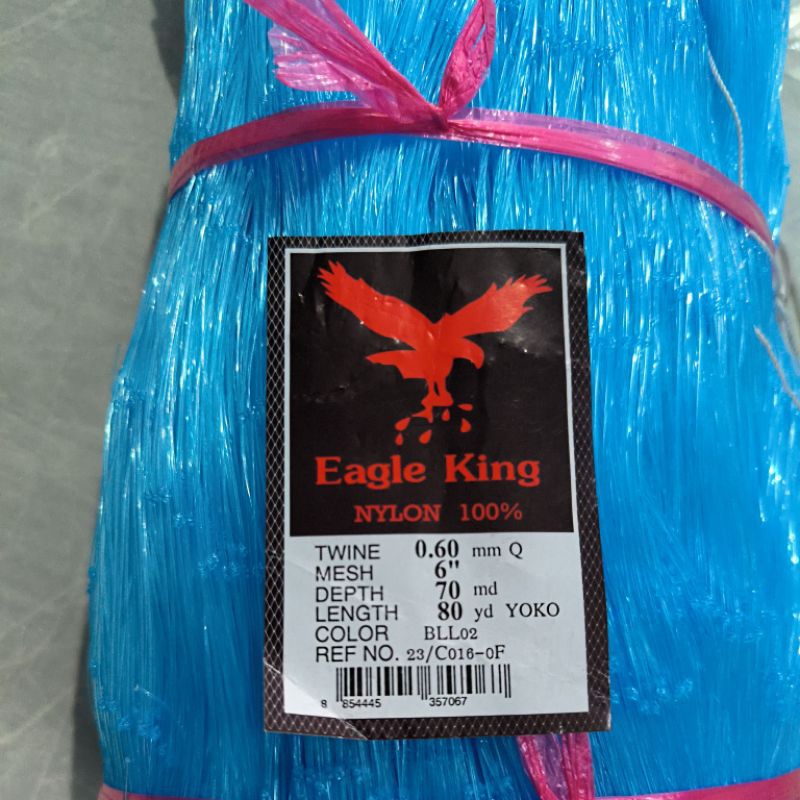 Eagle King
NYLON 100%
TWINE 0.60 mm Q
MESH 6"
DEPTH 70 md
LENGTH 80 yd YOKO
COLOR BLL02
REF NO. 23/C016-0F
8 854445 357067